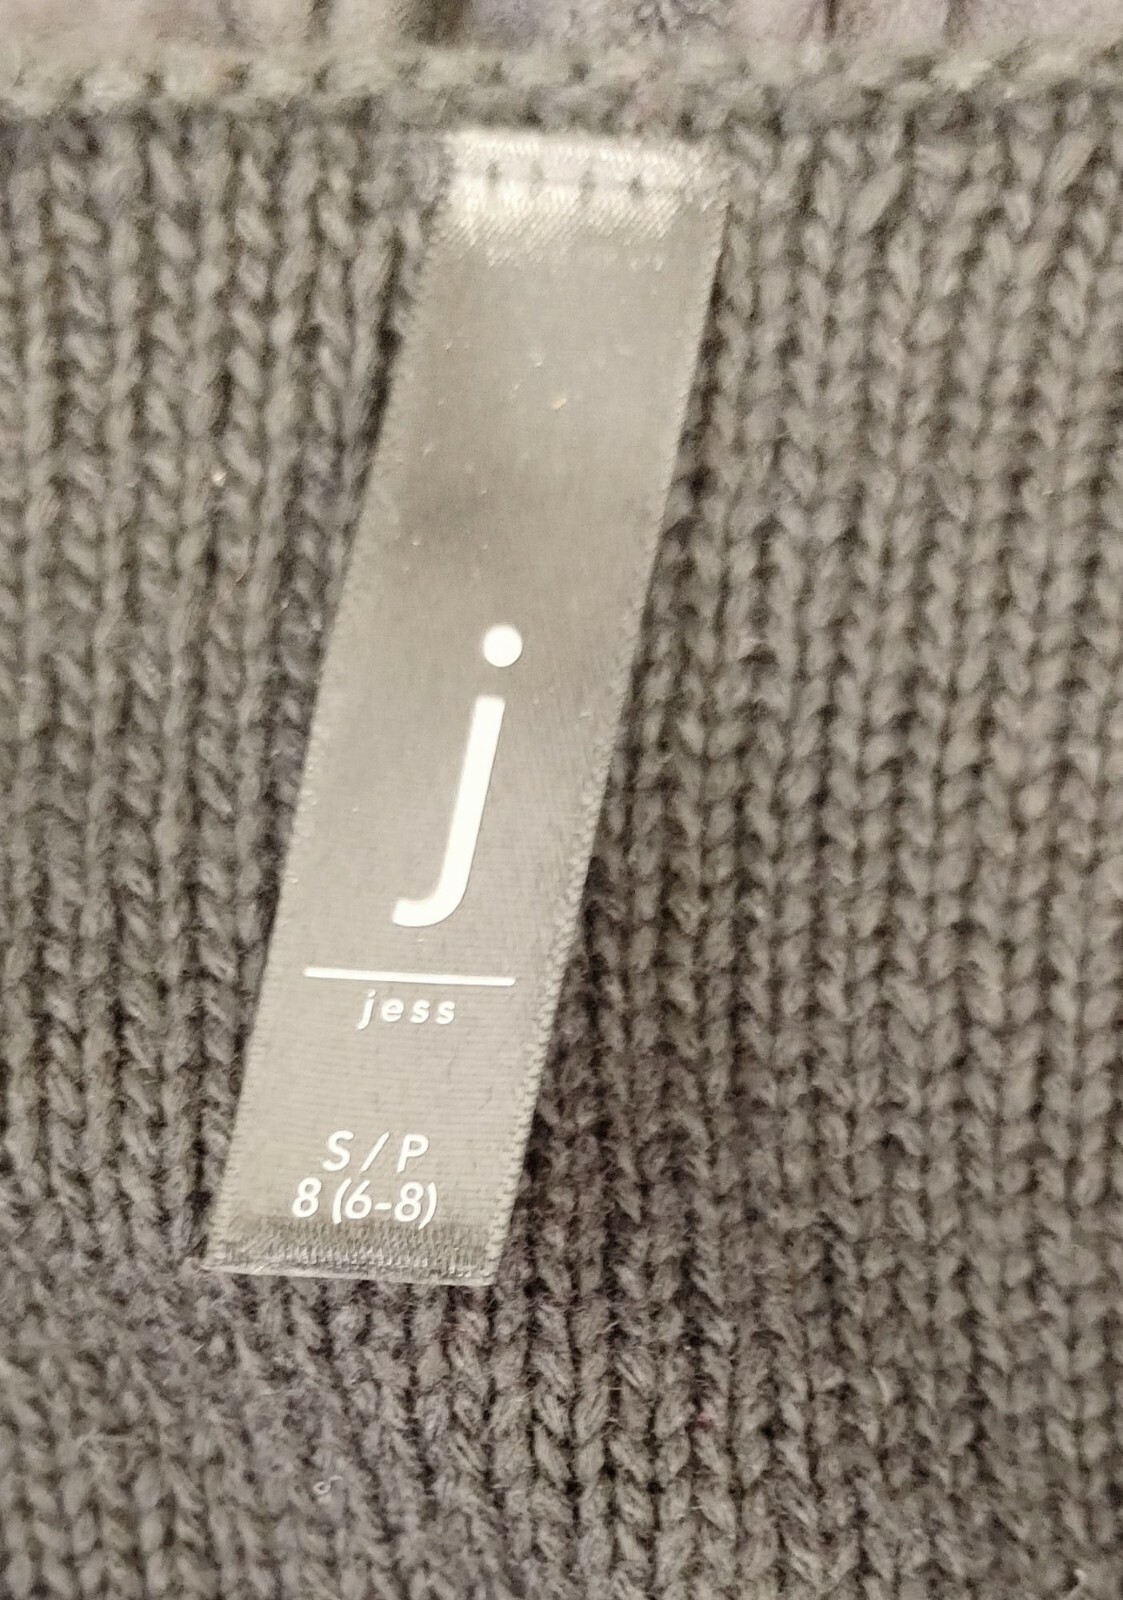 j
jess
S / P
8 (6-8)